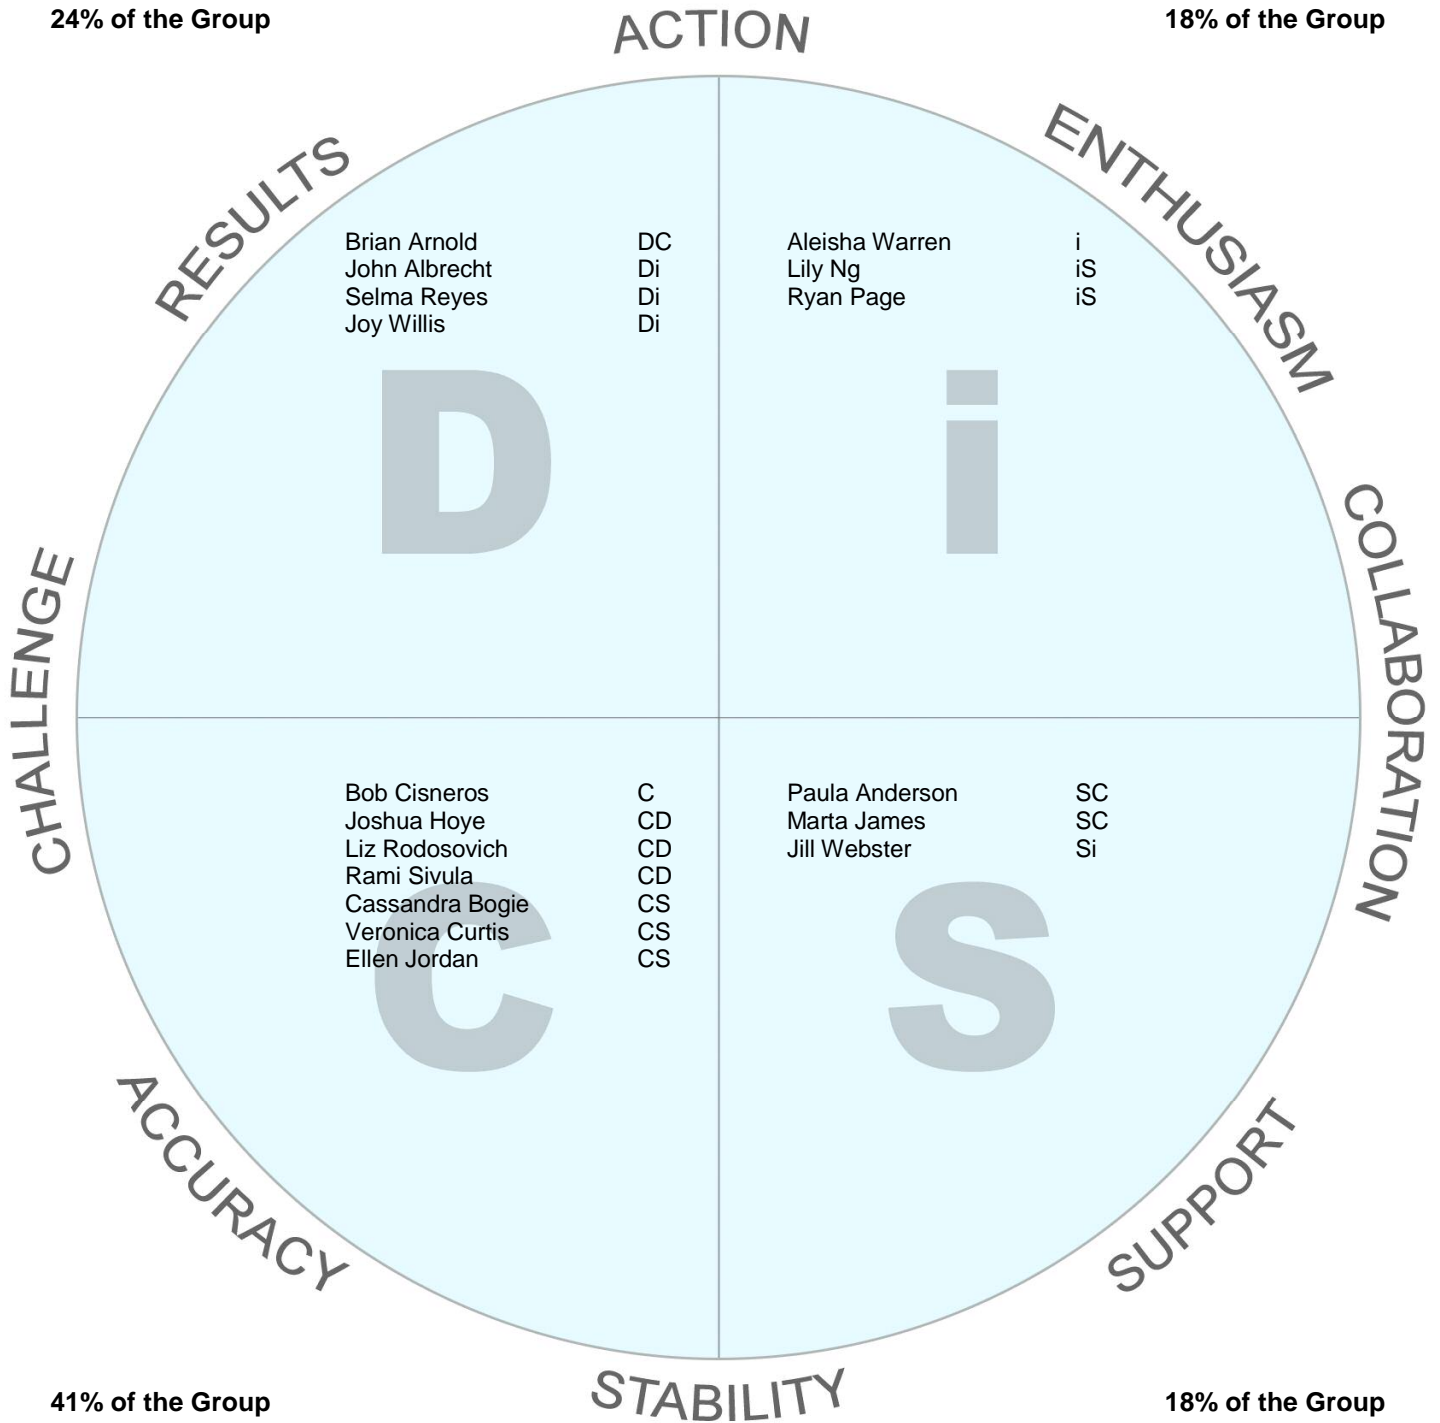 24% of the Group
18% of the Group
ACTION
RESULTS
ENTHUSIASM
Brian Arnold DC
John Albrecht Di
Selma Reyes Di
Joy Willis Di
Aleisha Warren i
Lily Ng iS
Ryan Page iS
D
i
CHALLENGE
COLLABORATION
Bob Cisneros C
Joshua Hoye CD
Liz Rodosovich CD
Rami Sivula CD
Cassandra Bogie CS
Veronica Curtis CS
Ellen Jordan CS
Paula Anderson SC
Marta James SC
Jill Webster Si
C
S
ACCURACY
SUPPORT
STABILITY
41% of the Group
18% of the Group